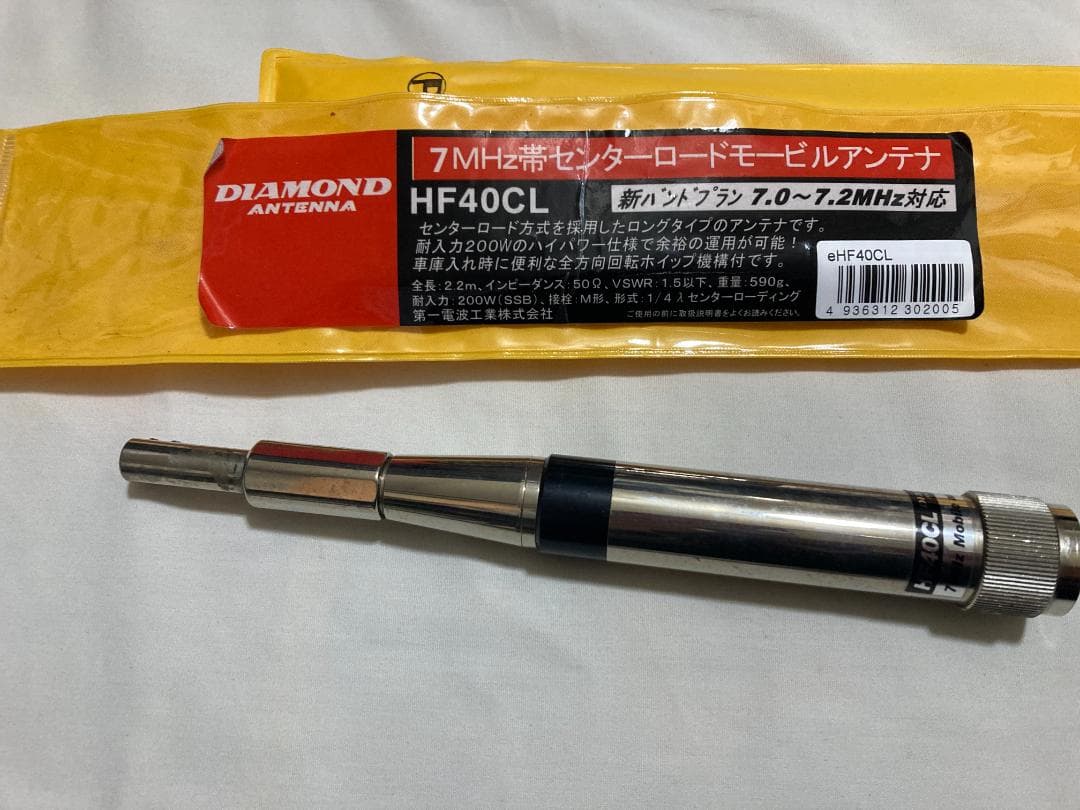 7MHz帯センターロードモービルアンテナ
DIAMOND
ANTENNA
HF40CL
新バンドプラン 7.0~7.2MHz対応
センターロード方式を採用したロングタイプのアンテナです。
耐入力200Wのハイパワー仕様で余裕の運用が可能!
車庫入れ時に便利な全方向回転ホイップ機構付です。
eHF40CL
4 936312 302005
全長:2.2m、インピーダンス:50Ω、VSWR:1.5以下、重量:590g、
耐入力:200W(SSB)、接栓:M形、形式:1/4λセンターローディング
第一電波工業株式会社
ご使用の前に取扱説明書をよくお読みください。
HF40CL